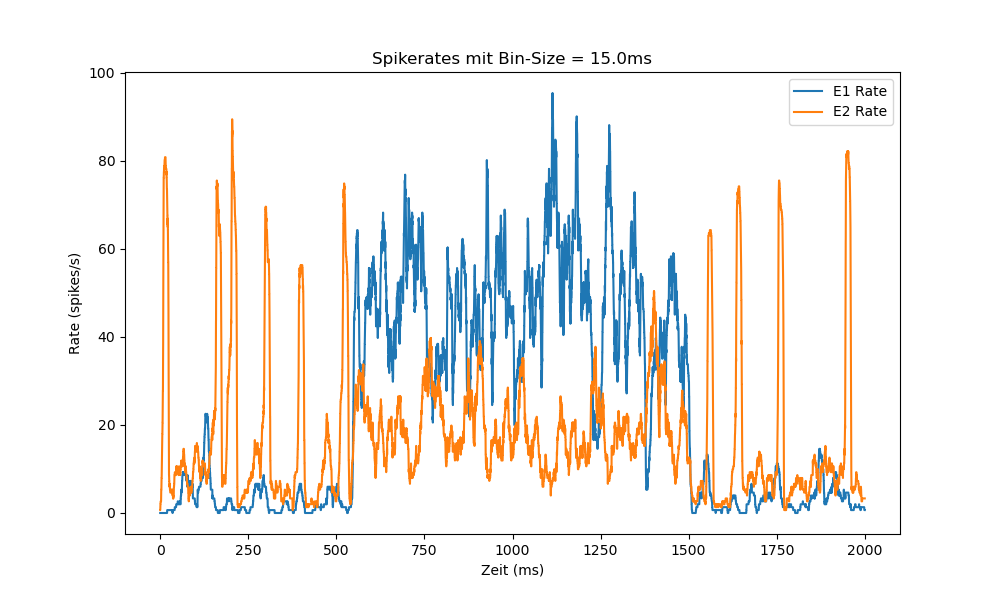 Spikerates mit Bin-Size = 15.0ms
E1 Rate
E2 Rate
Rate (spikes/s)
100
80
60
40
20
0
0 250 500 750 1000 1250 1500 1750 2000
Zeit (ms)